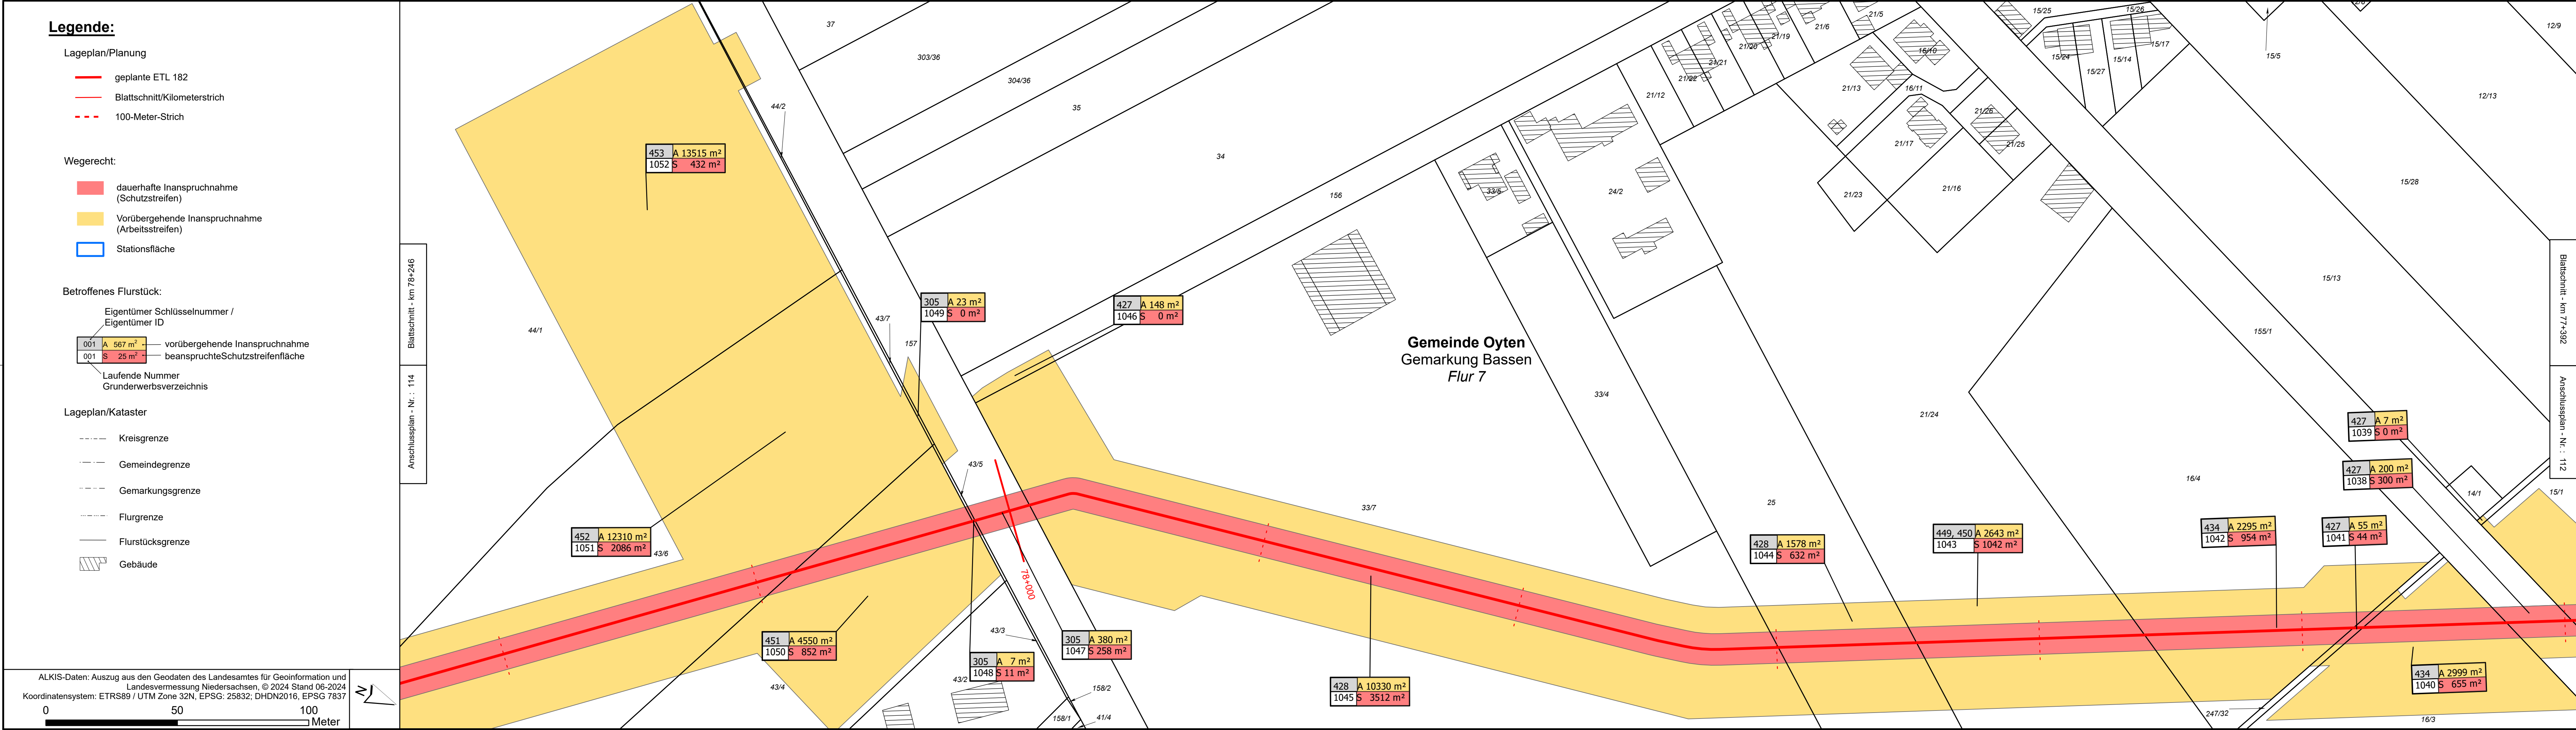 Legende:
Lageplan/Planung
geplante ETL 182
Blattschnitt/Kilometerstrich
100-Meter-Strich
Wegerecht:
dauerhafte Inanspruchnahme
(Schutzstreifen)
Vorübergehende Inanspruchnahme
(Arbeitsstreifen)
Stationsfläche
Betroffenes Flurstück:
Eigentümer Schlüsselnummer /
Eigentümer ID
001 A 567 m² vorübergehende Inanspruchnahme
001 S 25 m² beanspruchteSchutzstreifenfläche
Laufende Nummer
Grunderwerbsverzeichnis
Lageplan/Kataster
Kreisgrenze
Gemeindegrenze
Gemarkungsgrenze
Flurgrenze
Flurstücksgrenze
Gebäude
ALKIS-Daten: Auszug aus den Geodaten des Landesamtes für Geoinformation und
Landesvermessung Niedersachsen, © 2024 Stand 06-2024
Koordinatensystem: ETRS89 / UTM Zone 32N, EPSG: 25832; DHDN2016, EPSG 7837
0 50 100
Meter
N
Blattschnitt - km 78+246
Anschlussplan - Nr. : 114
37
303/36
304/36
35
34
156
44/2
453 A 13515 m²
1052 S 432 m²
44/1
43/7
157
305 A 23 m²
1049 S 0 m²
427 A 148 m²
1046 S 0 m²
43/5
452 A 12310 m²
1051 S 2086 m²
43/6
78+000
451 A 4550 m²
1050 S 852 m²
43/4
43/3
43/2
305 A 7 m²
1048 S 11 m²
305 A 380 m²
1047 S 258 m²
158/2
158/1
41/4
Gemeinde Oyten
Gemarkung Bassen
Flur 7
33/6
24/2
33/4
33/7
25
428 A 10330 m²
1045 S 3512 m²
428 A 1578 m²
1044 S 632 m²
449, 450 A 2643 m²
1043 S 1042 m²
21/12
21/22
21/21
21/20
21/19
21/6
21/5
21/13
16/10
16/11
21/26
21/25
21/17
21/23
21/16
21/24
16/4
15/25
15/26
15/24
15/27
15/14
15/17
15/5
12/9
12/13
15/28
15/13
155/1
427 A 7 m²
1039 S 0 m²
427 A 200 m²
1038 S 300 m²
14/1
15/1
434 A 2295 m²
1042 S 954 m²
427 A 55 m²
1041 S 44 m²
434 A 2999 m²
1040 S 655 m²
247/32
16/3
Blattschnitt - km 77+392
Anschlussplan - Nr. : 112